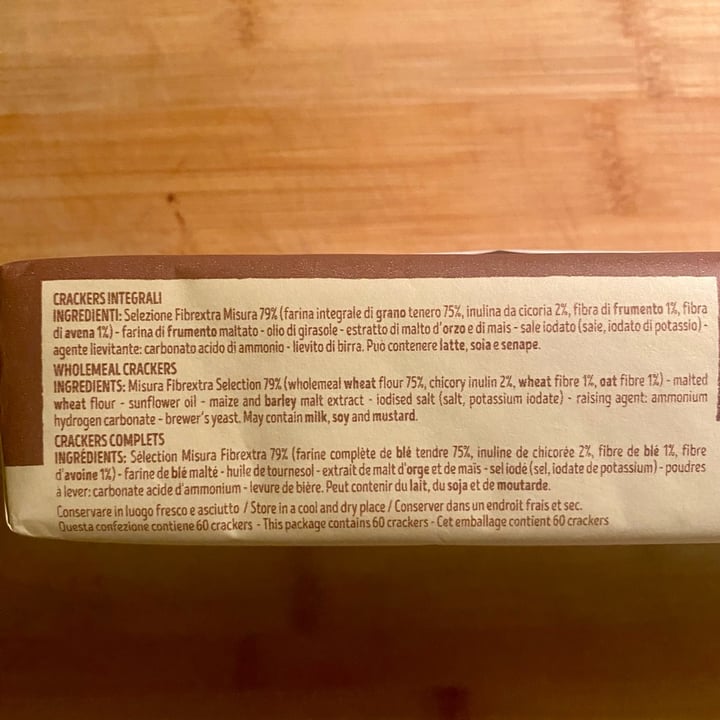 CRACKERS INTEGRALI
INGREDIENTI: Selezione Fibrextra Misura 79% (farina integrale di grano tenero 75%, inulina da cicoria 2%, fibra di frumento 1%, fibra
di avena 1%) - farina di frumento maltato - olio di girasole - estratto di malto d'orzo e di mais - sale iodato (sale, iodato di potassio) -
agente lievitante: carbonato acido di ammonio - lievito di birra. Può contenere latte, soia e senape.
WHOLEMEAL CRACKERS
INGREDIENTS: Misura Fibrextra Selection 79% (wholemeal wheat flour 75%, chicory inulin 2%, wheat fibre 1%, oat fibre 1%) - malted
wheat flour - sunflower oil - maize and barley malt extract - iodised salt (salt, potassium iodate) - raising agent: ammonium
hydrogen carbonate - brewer's yeast. May contain milk, soy and mustard.
CRACKERS COMPLETS
INGRÉDIENTS: Sélection Misura Fibrextra 79% (farine complète de blé tendre 75%, inuline de chicorée 2%, fibre de blé 1%, fibre
d'avoine 1%) - farine de blé malté - huile de tournesol - extrait de malt d'orge et de maïs - sel iodé (sel, iodate de potassium) - poudres
à lever: carbonate acide d'ammonium - levure de bière. Peut contenir du lait, du soja et de moutarde.
Conservare in luogo fresco e asciutto / Store in a cool and dry place / Conserver dans un endroit frais et sec.
Questa confezione contiene 60 crackers - This package contains 60 crackers - Cet emballage contient 60 crackers